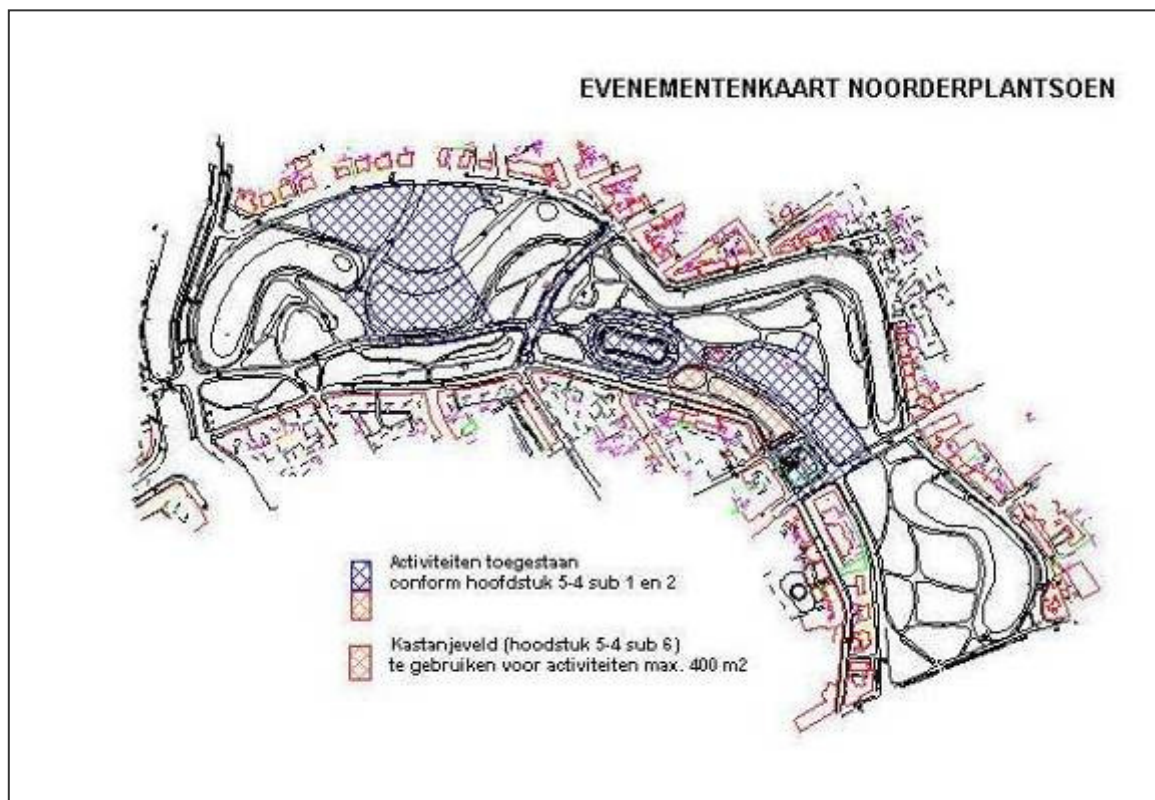 EVENEMENTENKAART NOORDERPLANTSOEN
Activiteiten toegestaan
conform hoofdstuk 5-4 sub 1 en 2
Kastanjeveld (hoodstuk 5-4 sub 6)
te gebruiken voor activiteiten max. 400 m2